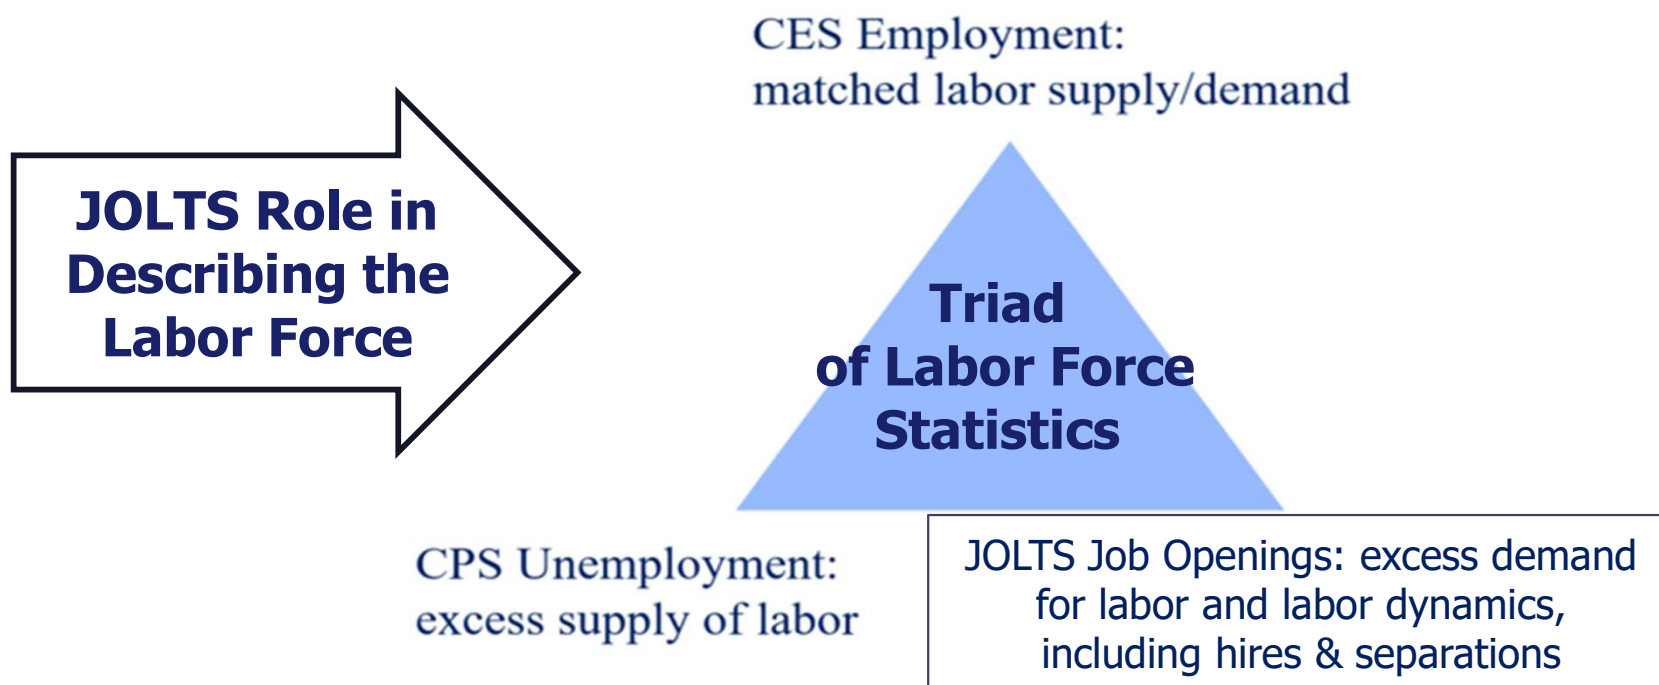 CES Employment:
matched labor supply/demand
JOLTS Role in
Describing the
Labor Force
Triad
of Labor Force
Statistics
CPS Unemployment:
excess supply of labor
JOLTS Job Openings: excess demand
for labor and labor dynamics,
including hires & separations